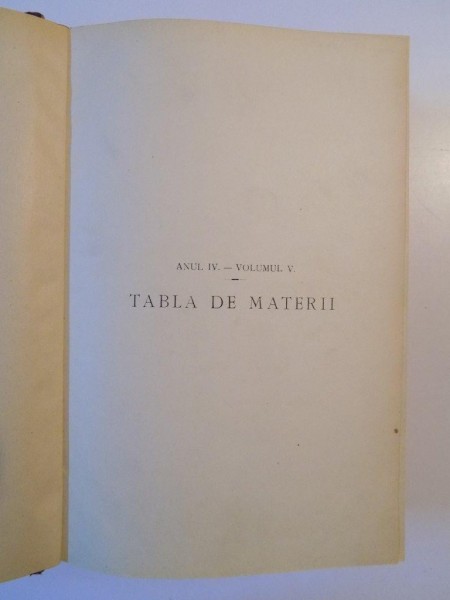 ANUL IV. — VOLUMUL V.
TABLA DE MATERII